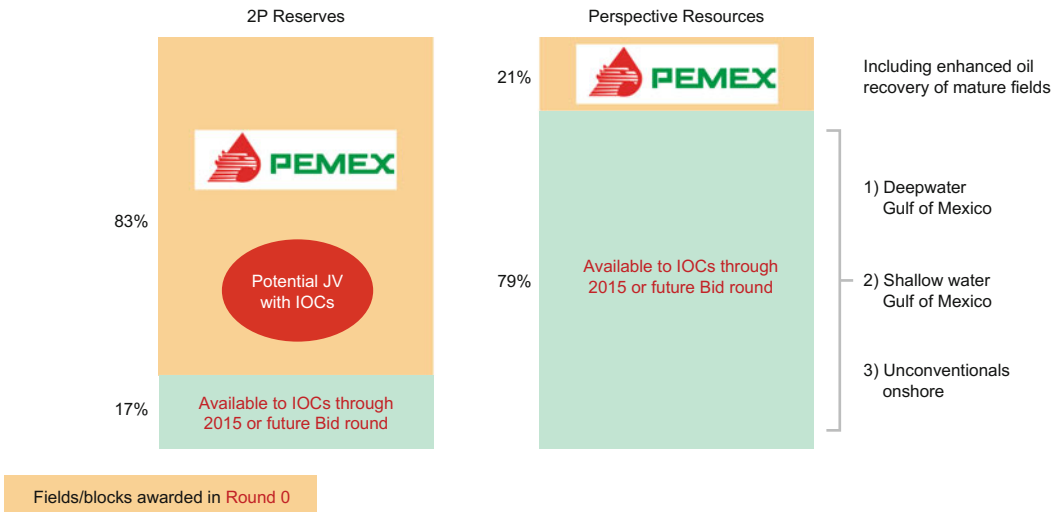 2P Reserves
Perspective Resources
PEMEX
83%
Potential JV
with IOCs
17%
Available to IOCs through
2015 or future Bid round
21%
PEMEX
Including enhanced oil
recovery of mature fields
79%
Available to IOCs through
2015 or future Bid round
1) Deepwater
Gulf of Mexico
2) Shallow water
Gulf of Mexico
3) Unconventionals
onshore
Fields/blocks awarded in Round 0